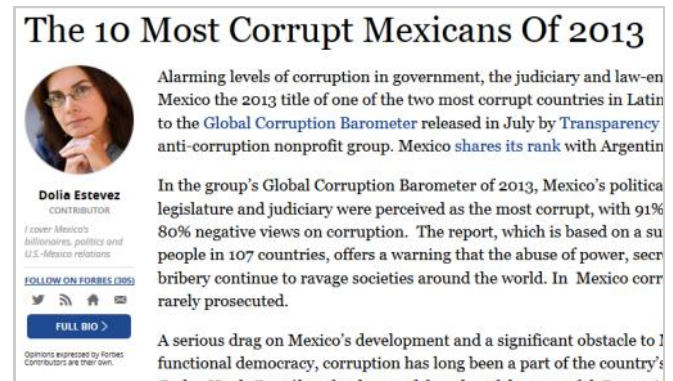 The 10 Most Corrupt Mexicans Of 2013
Alarming levels of corruption in government, the judiciary and law-en
Mexico the 2013 title of one of the two most corrupt countries in Latin
to the Global Corruption Barometer released in July by Transparency
anti-corruption nonprofit group. Mexico shares its rank with Argentin
In the group's Global Corruption Barometer of 2013, Mexico's politica
legislature and judiciary were perceived as the most corrupt, with 91%
80% negative views on corruption. The report, which is based on a su
people in 107 countries, offers a warning that the abuse of power, secr
bribery continue to ravage societies around the world. In Mexico corr
rarely prosecuted.
A serious drag on Mexico's development and a significant obstacle to
functional democracy, corruption has long been a part of the country's
Dolia Estevez
CONTRIBUTOR
I cover Mexico's
billionaires, politics and
U.S.-Mexico relations
FOLLOW ON FORBES (305)
FULL BIO >
Opinions expressed by Forbes
Contributors are their own.